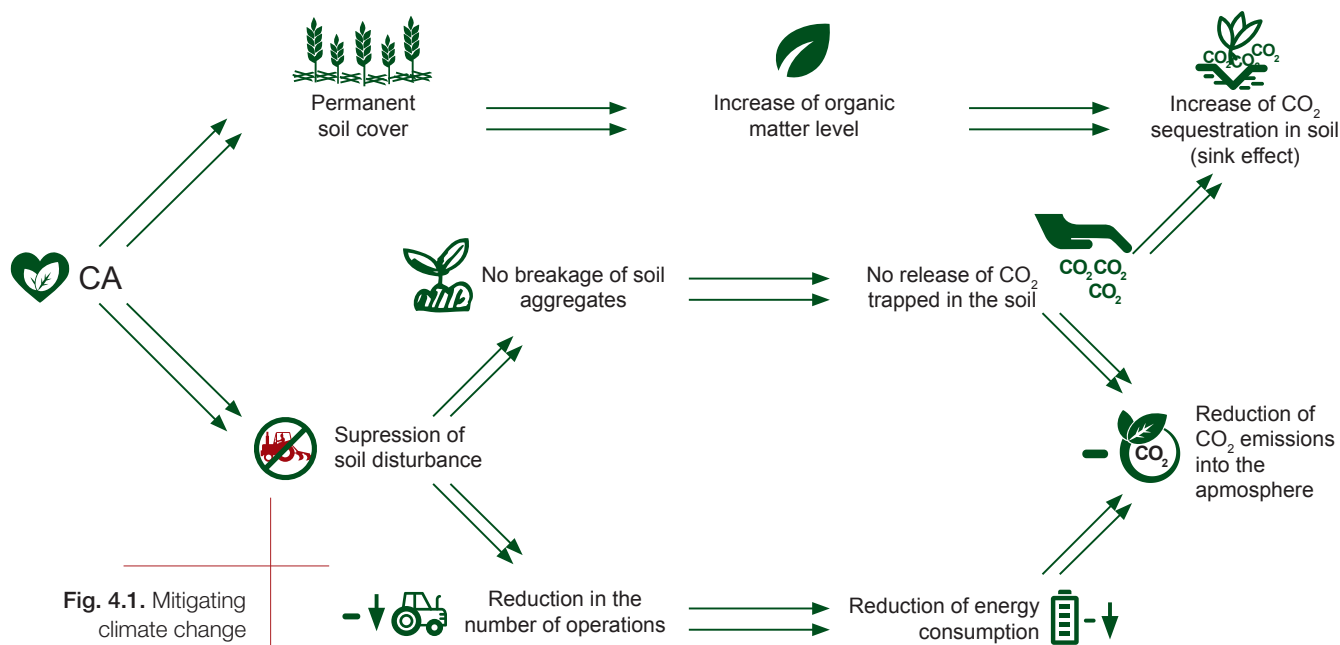 CO₂CO₂ CO₂
Permanent
soil cover
Increase of organic
matter level
Increase of CO₂
sequestration in soil
(sink effect)
CA
No breakage of soil
aggregates
No release of CO₂
trapped in the soil
CO₂CO₂
CO₂
Supression of
soil disturbance
CO₂
Reduction of
CO₂ emissions
into the
apmosphere
Fig. 4.1. Mitigating
climate change
Reduction in the
number of operations
Reduction of energy
consumption